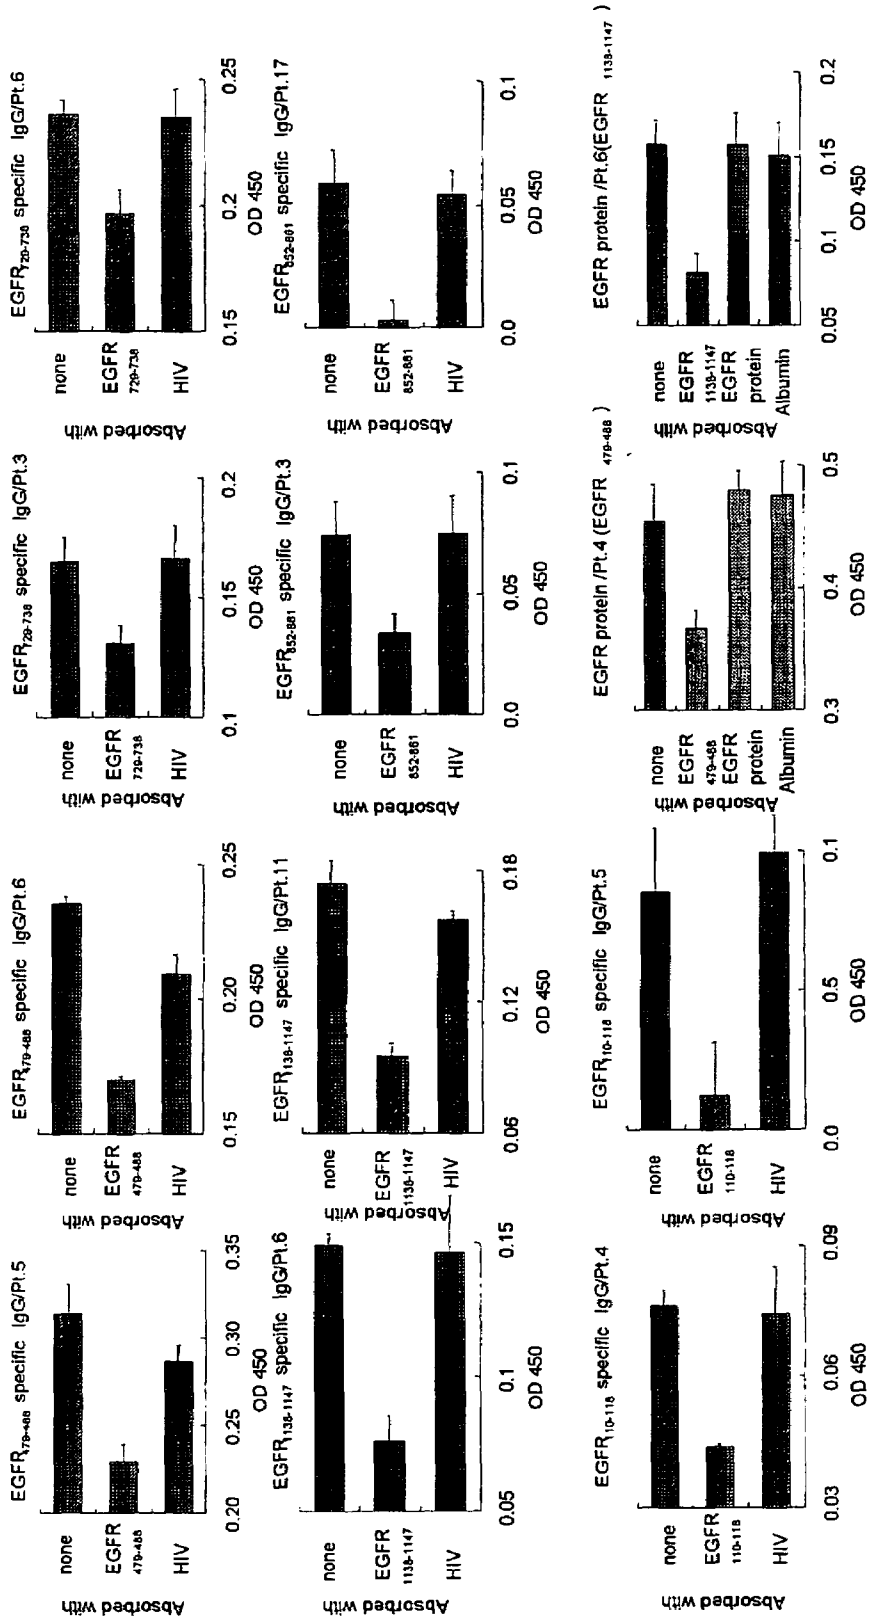 EGFR479-488 specific IgG/Pt.5
Absorbed with
none
EGFR
479-488
HIV
0.20 0.25 0.30 0.35
OD 450
EGFR479-488 specific IgG/Pt.6
Absorbed with
none
EGFR
479-488
HIV
0.15 0.20 0.25
OD 450
EGFR729-738 specific IgG/Pt.3
Absorbed with
none
EGFR
729-738
HIV
0.1 0.15 0.2
OD 450
EGFR729-738 specific IgG/Pt.6
Absorbed with
none
EGFR
729-738
HIV
0.15 0.2 0.25
OD 450
EGFR1138-1147 specific IgG/Pt.6
Absorbed with
none
EGFR
1138-1147
HIV
0.05 0.1 0.15
OD 450
EGFR1138-1147 specific IgG/Pt.11
Absorbed with
none
EGFR
1138-1147
HIV
0.06 0.12 0.18
OD 450
EGFR852-861 specific IgG/Pt.3
Absorbed with
none
EGFR
852-861
HIV
0.0 0.05 0.1
OD 450
EGFR852-861 specific IgG/Pt.17
Absorbed with
none
EGFR
852-861
HIV
0.0 0.05 0.1
OD 450
EGFR110-118 specific IgG/Pt.4
Absorbed with
none
EGFR
110-118
HIV
0.03 0.06 0.09
OD 450
EGFR110-118 specific IgG/Pt.5
Absorbed with
none
EGFR
110-118
HIV
0.0 0.5 0.1
OD 450
EGFR protein /Pt.4 (EGFR 479-488 )
Absorbed with
none
EGFR
479-488
EGFR
protein
Albumin
0.3 0.4 0.5
OD 450
EGFR protein /Pt.6(EGFR 1138-1147 )
Absorbed with
none
EGFR
1138-1147
EGFR
protein
Albumin
0.05 0.1 0.15 0.2
OD 450